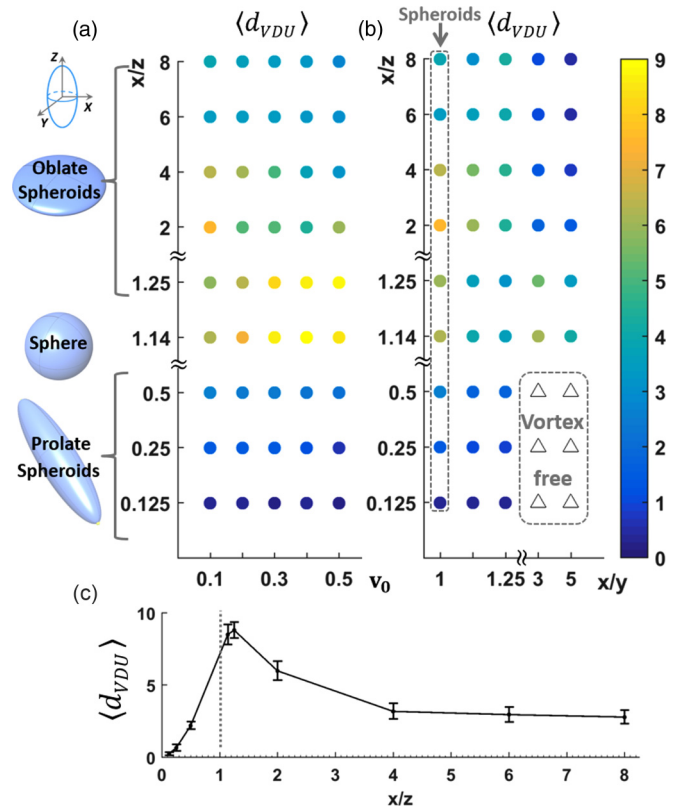 (a)
⟨d_VDU⟩
(b)
Spheroids
⟨d_VDU⟩
Z
X
Y
x/z
8
6
4
2
1.25
1.14
0.5
0.25
0.125
Oblate
Spheroids
Sphere
Prolate
Spheroids
0.1
0.3
0.5
v₀
x/z
8
6
4
2
1.25
1.14
0.5
0.25
0.125
Vortex
free
1
1.25
3
5
x/y
9
8
7
6
5
4
3
2
1
0
(c)
⟨d_VDU⟩
10
5
0
0
1
2
3
4
5
6
7
8
x/z